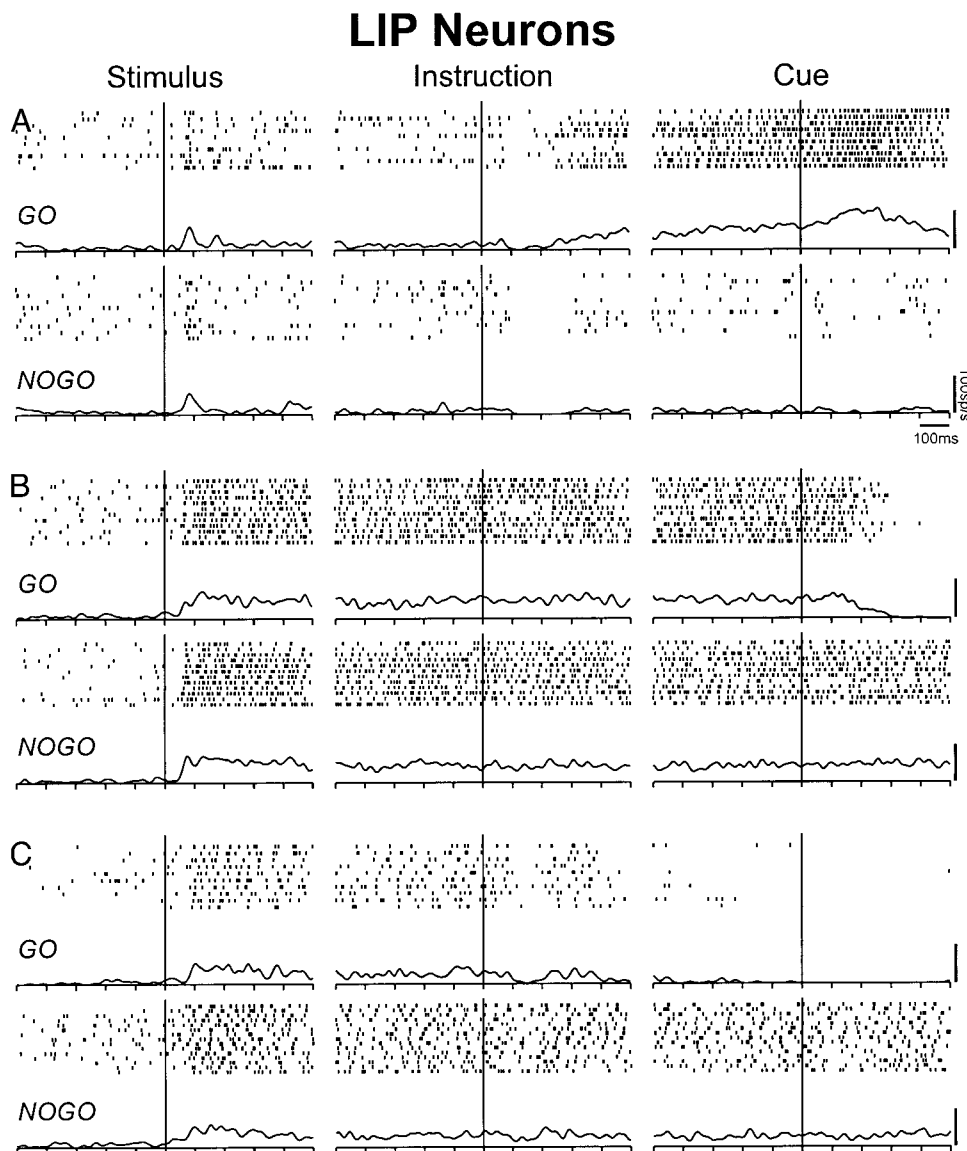 LIP Neurons
Stimulus Instruction Cue
A
GO
NOGO
100sp/s
100ms
B
GO
NOGO
C
GO
NOGO